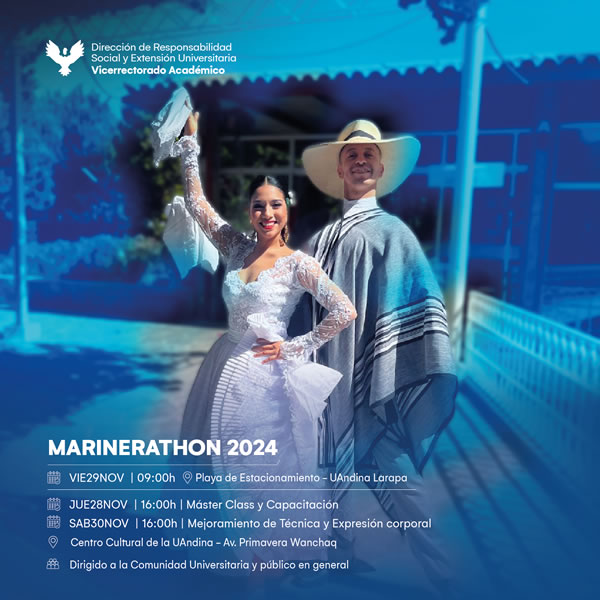 Dirección de Responsabilidad
Social y Extensión Universitaria
Vicerrectorado Académico
MARINERATHON 2024
VIE29NOV | 09:00h Playa de Estacionamiento - UAndina Larapa
JUE28NOV | 16:00h | Máster Class y Capacitación
SAB30NOV | 16:00h | Mejoramiento de Técnica y Expresión corporal
Centro Cultural de la UAndina - Av. Primavera Wanchaq
Dirigido a la Comunidad Universitaria y público en general